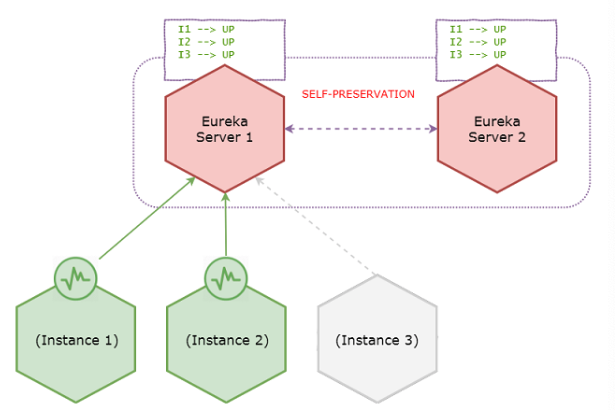 I1 --> UP
I2 --> UP
I3 --> UP
I1 --> UP
I2 --> UP
I3 --> UP
SELF-PRESERVATION
Eureka
Server 1
Eureka
Server 2
(Instance 1)
(Instance 2)
(Instance 3)